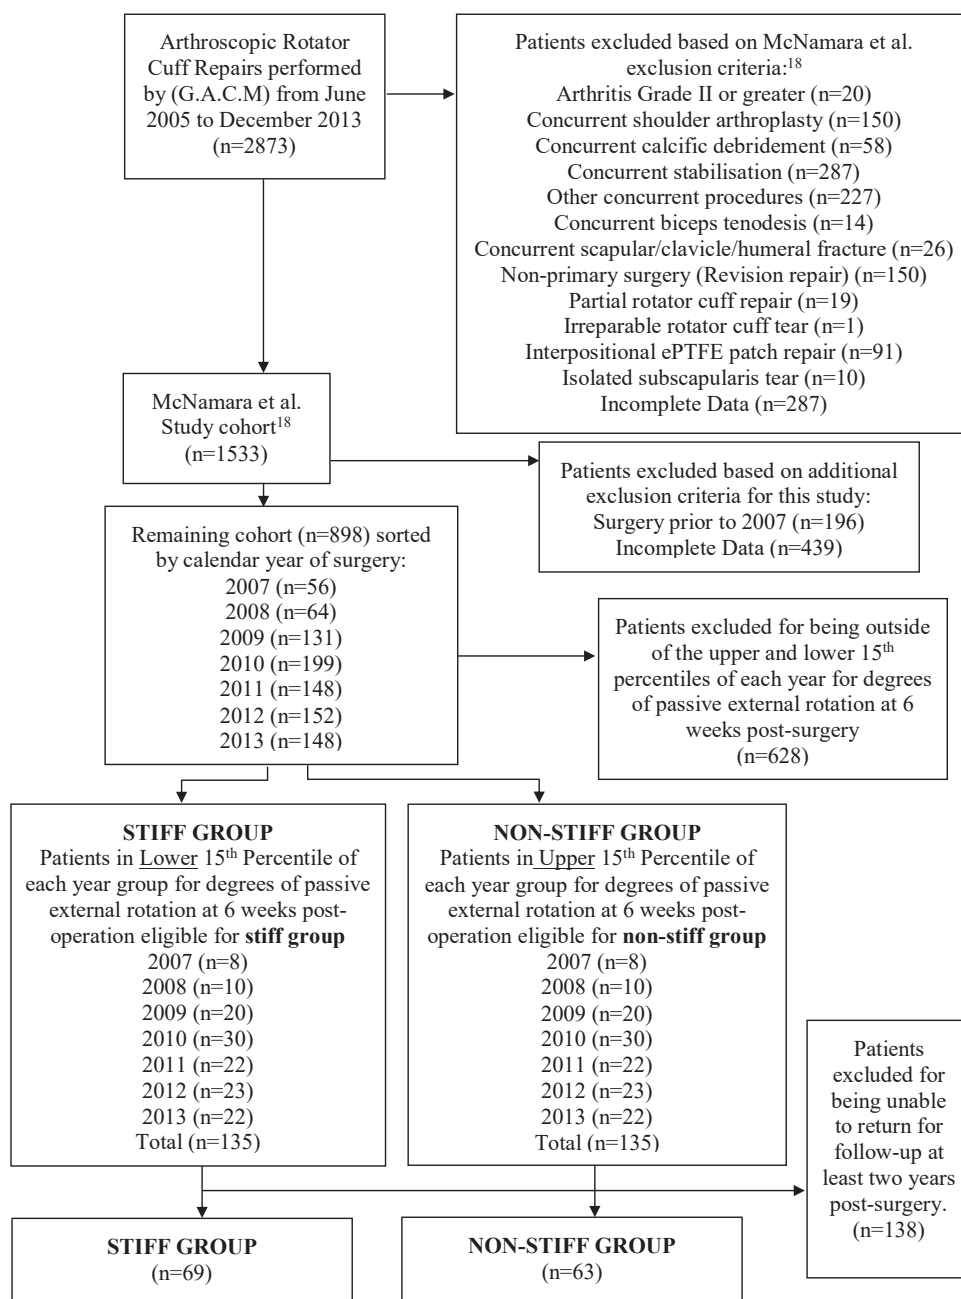 Arthroscopic Rotator
Cuff Repairs performed
by (G.A.C.M) from June
2005 to December 2013
(n=2873)
Patients excluded based on McNamara et al.
exclusion criteria:18
Arthritis Grade II or greater (n=20)
Concurrent shoulder arthroplasty (n=150)
Concurrent calcific debridement (n=58)
Concurrent stabilisation (n=287)
Other concurrent procedures (n=227)
Concurrent biceps tenodesis (n=14)
Concurrent scapular/clavicle/humeral fracture (n=26)
Non-primary surgery (Revision repair) (n=150)
Partial rotator cuff repair (n=19)
Irreparable rotator cuff tear (n=1)
Interpositional ePTFE patch repair (n=91)
Isolated subscapularis tear (n=10)
Incomplete Data (n=287)
McNamara et al.
Study cohort18
(n=1533)
Patients excluded based on additional
exclusion criteria for this study:
Surgery prior to 2007 (n=196)
Incomplete Data (n=439)
Remaining cohort (n=898) sorted
by calendar year of surgery:
2007 (n=56)
2008 (n=64)
2009 (n=131)
2010 (n=199)
2011 (n=148)
2012 (n=152)
2013 (n=148)
Patients excluded for being outside
of the upper and lower 15th
percentiles of each year for degrees
of passive external rotation at 6
weeks post-surgery
(n=628)
STIFF GROUP
Patients in Lower 15th Percentile of
each year group for degrees of passive
external rotation at 6 weeks post-
operation eligible for stiff group
2007 (n=8)
2008 (n=10)
2009 (n=20)
2010 (n=30)
2011 (n=22)
2012 (n=23)
2013 (n=22)
Total (n=135)
NON-STIFF GROUP
Patients in Upper 15th Percentile of
each year group for degrees of passive
external rotation at 6 weeks post-
operation eligible for non-stiff group
2007 (n=8)
2008 (n=10)
2009 (n=20)
2010 (n=30)
2011 (n=22)
2012 (n=23)
2013 (n=22)
Total (n=135)
Patients
excluded for
being unable
to return for
follow-up at
least two years
post-surgery.
(n=138)
STIFF GROUP
(n=69)
NON-STIFF GROUP
(n=63)